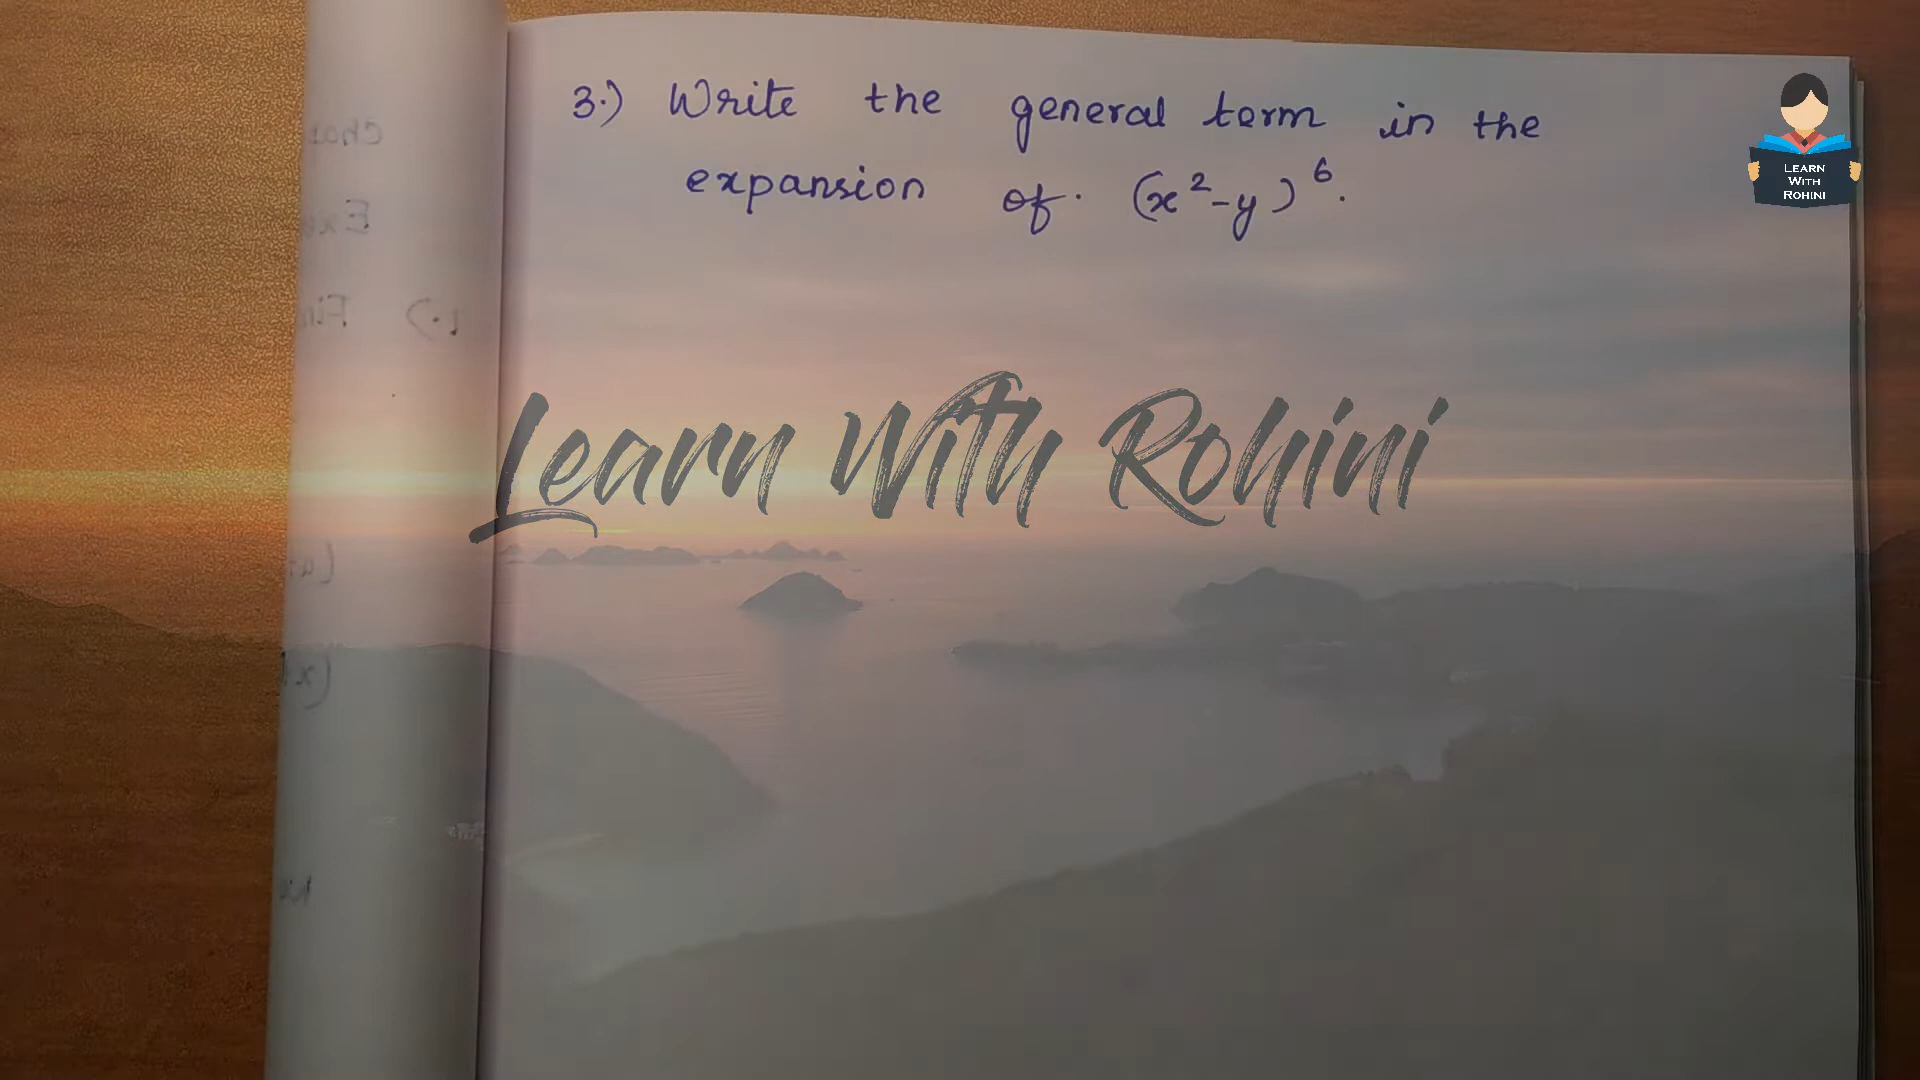 3.) Write the general term in the
expansion of. (x²-y)⁶.
LEARN
With
ROHINI
Learn With Rohini